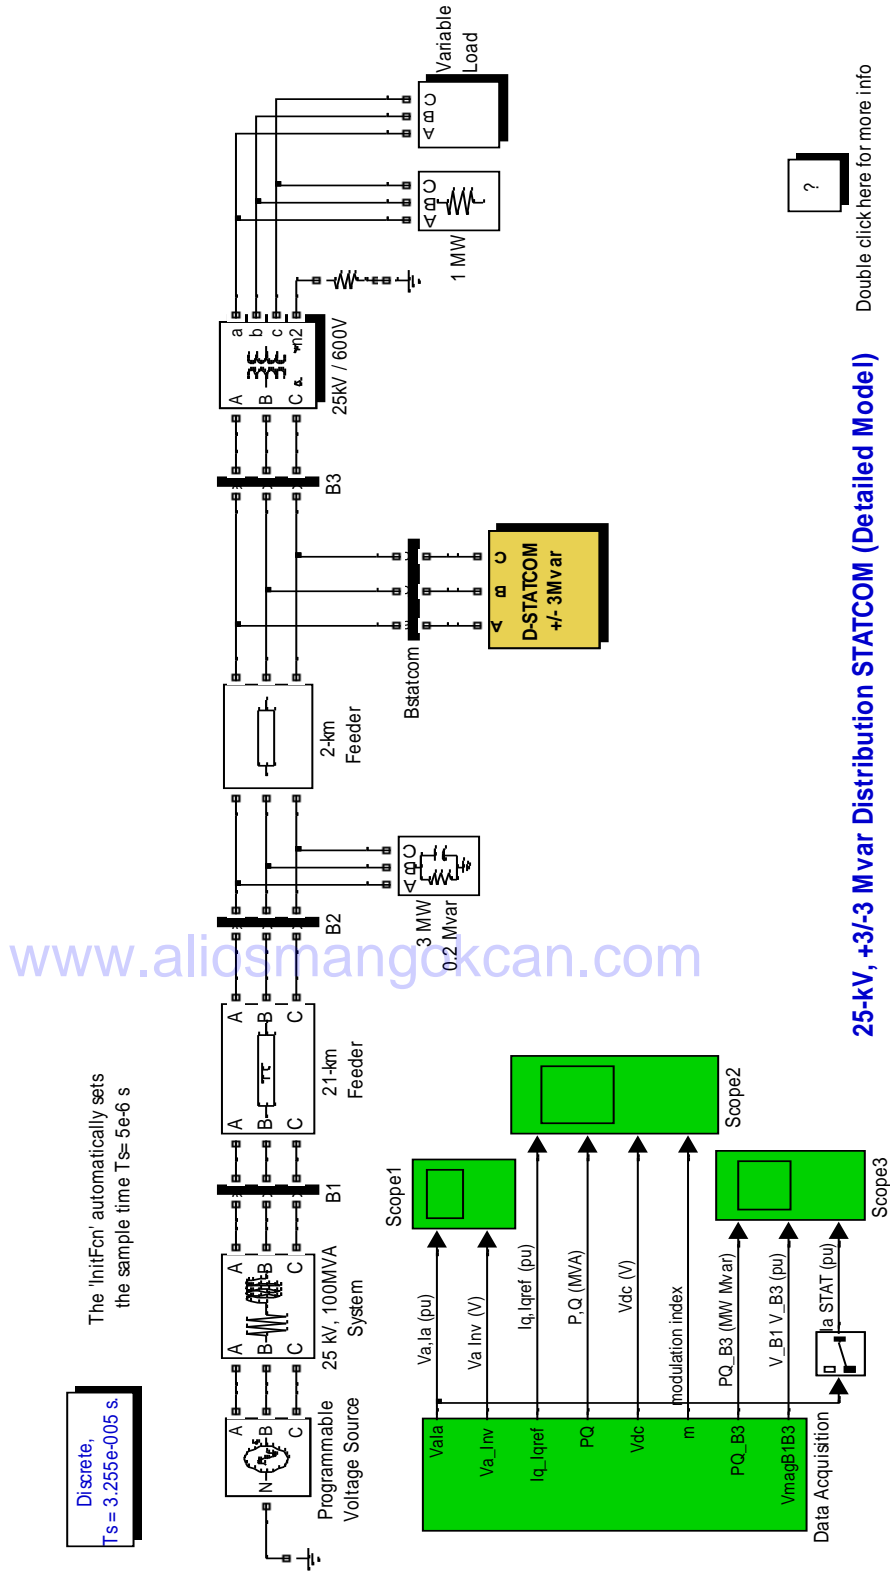 Discrete,
Ts = 3.255e-005 s.
The 'InitFcn' automatically sets
the sample time Ts= 5e-6 s
N
A
B
C
Programmable
Voltage Source
A
B
C
A
B
C
25 kV, 100MVA
System
B1
A
B
C
A
B
C
21-km
Feeder
B2
A
B
C
3 MW
0.2 Mvar
2-km
Feeder
Bstatcom
A
B
C
D-STATCOM
+/- 3Mvar
B3
A
B
C
a
b
c
n2
25kV / 600V
A
B
C
1 MW
A
B
C
Variable
Load
www.aliosmangokcan.com
VaIa
Va_Inv
Iq_Iqref
PQ
Vdc
m
PQ_B3
VmagB1B3
Data Acquisition
Va,Ia (pu)
Va Inv (V)
Iq,Iqref (pu)
P,Q (MVA)
Vdc (V)
modulation index
PQ_B3 (MW Mvar)
V_B1 V_B3 (pu)
Ia STAT (pu)
Scope1
Scope2
Scope3
25-kV, +3/-3 Mvar Distribution STATCOM (Detailed Model)
?
Double click here for more info